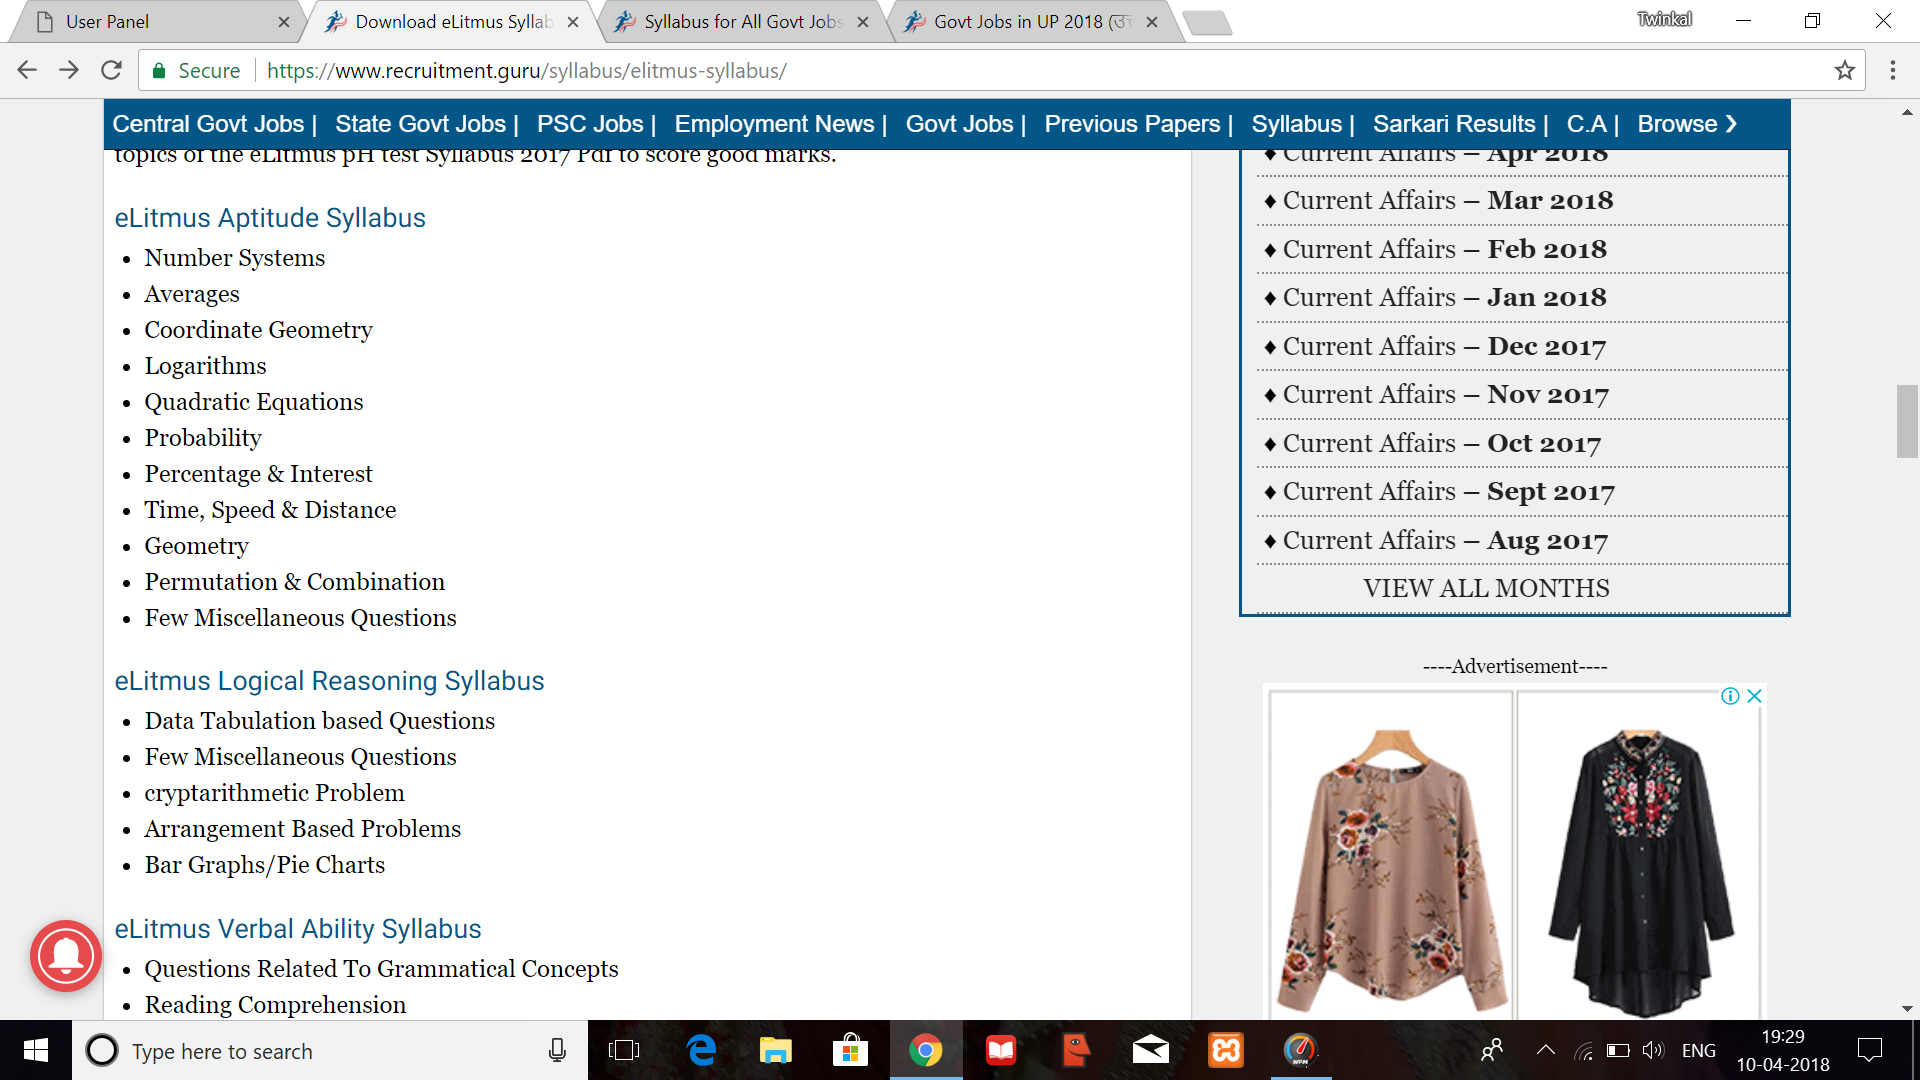 User Panel
Download eLitmus Syllab
Syllabus for All Govt Jobs
Govt Jobs in UP 2018 (उत्त
Twinkal
Secure
https://www.recruitment.guru/syllabus/elitmus-syllabus/
Central Govt Jobs | State Govt Jobs | PSC Jobs | Employment News | Govt Jobs | Previous Papers | Syllabus | Sarkari Results | C.A | Browse ❯
topics of the eLitmus pH test Syllabus 2017 Pdf to score good marks.
eLitmus Aptitude Syllabus
• Number Systems
• Averages
• Coordinate Geometry
• Logarithms
• Quadratic Equations
• Probability
• Percentage & Interest
• Time, Speed & Distance
• Geometry
• Permutation & Combination
• Few Miscellaneous Questions
eLitmus Logical Reasoning Syllabus
• Data Tabulation based Questions
• Few Miscellaneous Questions
• cryptarithmetic Problem
• Arrangement Based Problems
• Bar Graphs/Pie Charts
eLitmus Verbal Ability Syllabus
• Questions Related To Grammatical Concepts
• Reading Comprehension
♦ Current Affairs – Apr 2018
♦ Current Affairs – Mar 2018
♦ Current Affairs – Feb 2018
♦ Current Affairs – Jan 2018
♦ Current Affairs – Dec 2017
♦ Current Affairs – Nov 2017
♦ Current Affairs – Oct 2017
♦ Current Affairs – Sept 2017
♦ Current Affairs – Aug 2017
VIEW ALL MONTHS
----Advertisement----
Type here to search
WPM
ENG
19:29
10-04-2018